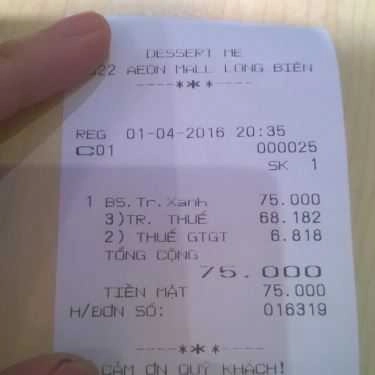 DESSERT ME
22 AEON MALL LONG BIÊN
----***----
REG 01-04-2016 20:35
C01 000025
SK 1
1 BS.Tr.Xanh 75.000
3)TR. THUẾ 68.182
2) THUẾ GTGT 6.818
TỔNG CỘNG
75.000
TIỀN MẶT 75.000
H/ĐƠN SỐ: 016319
----***----
CẢM ƠN QUÝ KHÁCH!